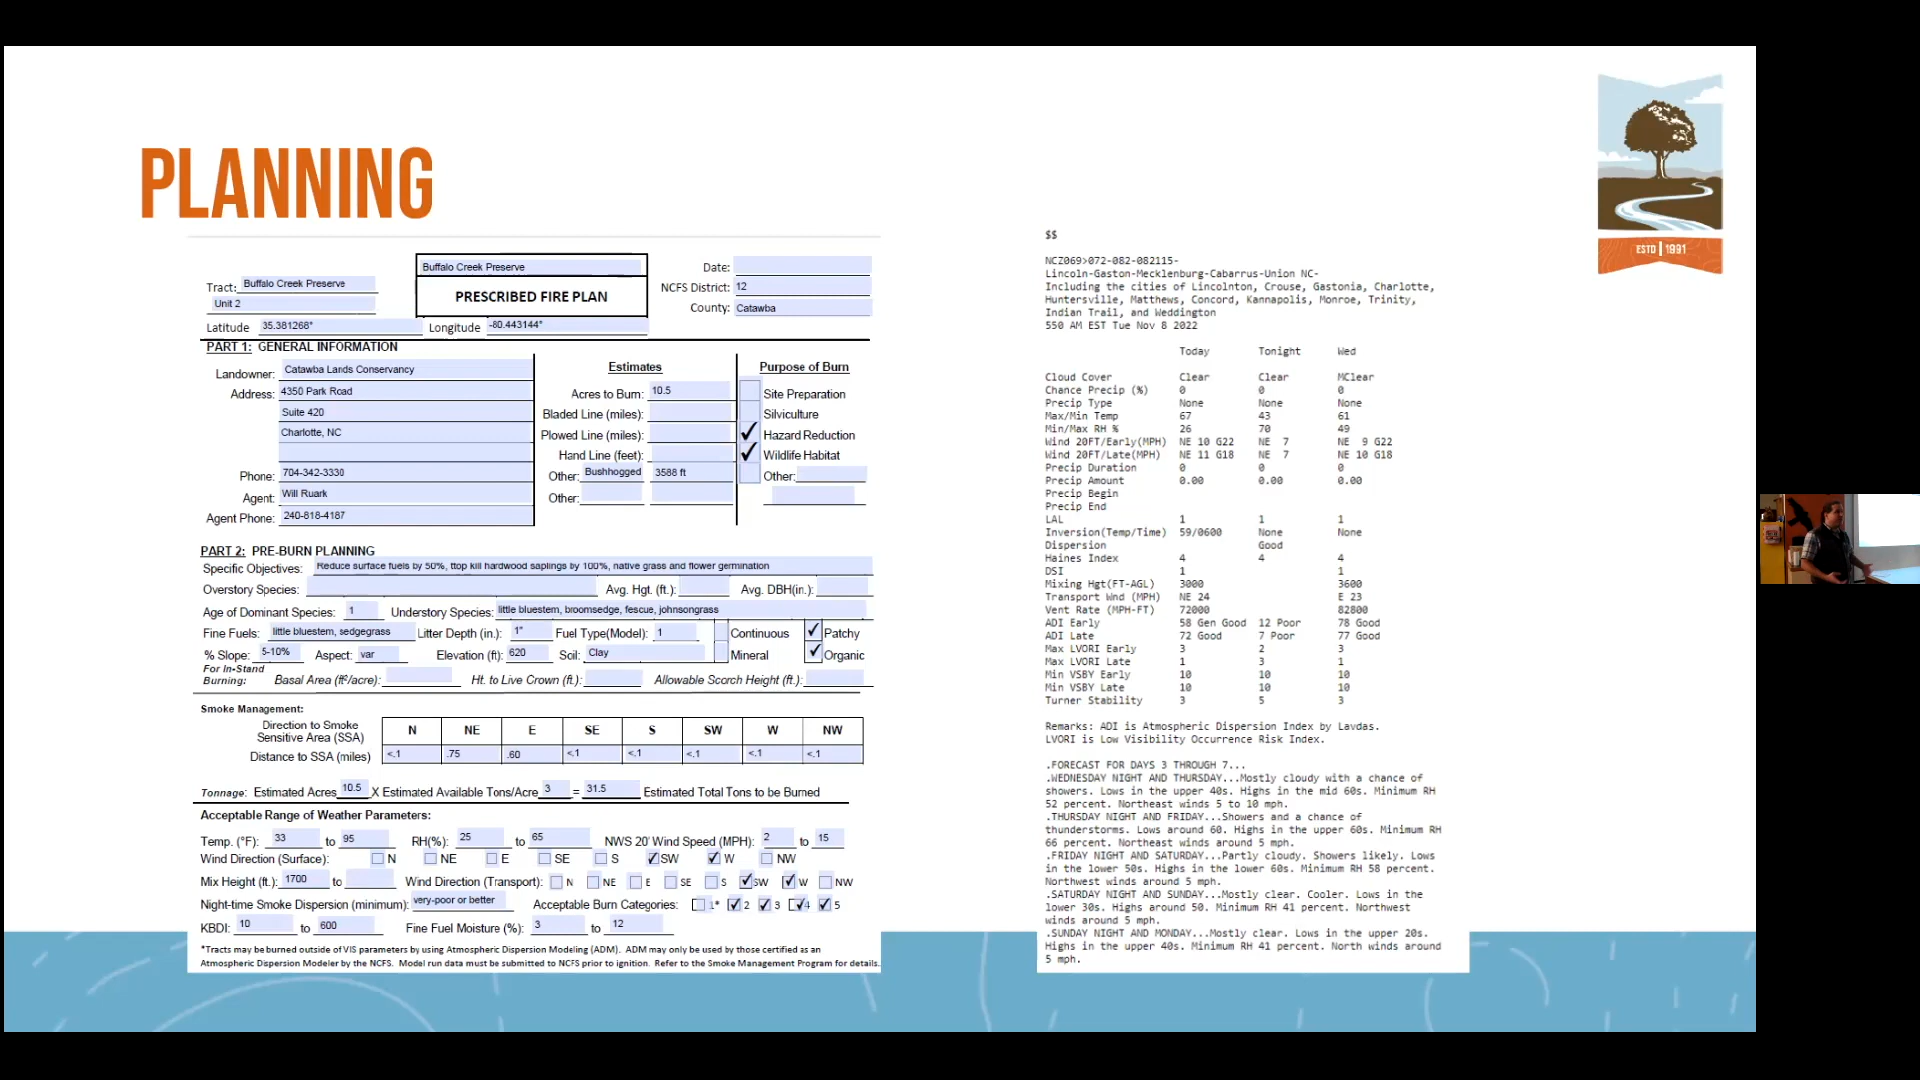 PLANNING
ESTD | 1991
Buffalo Creek Preserve
PRESCRIBED FIRE PLAN
Tract: Buffalo Creek Preserve
Unit 2
Date:
NCFS District: 12
County: Catawba
Latitude 35.381268° Longitude -80.443144°
PART 1: GENERAL INFORMATION
Landowner: Catawba Lands Conservancy
Address: 4350 Park Road
Suite 420
Charlotte, NC
Phone: 704-342-3330
Agent: Will Ruark
Agent Phone: 240-818-4187
Estimates
Acres to Burn: 10.5
Bladed Line (miles):
Plowed Line (miles):
Hand Line (feet):
Other: Bushhogged 3588 ft
Other:
Purpose of Burn
Site Preparation
Silviculture
✓ Hazard Reduction
✓ Wildlife Habitat
Other:
PART 2: PRE-BURN PLANNING
Specific Objectives: Reduce surface fuels by 50%, ttop kill hardwood saplings by 100%, native grass and flower germination
Overstory Species: Avg. Hgt. (ft.): Avg. DBH(in.):
Age of Dominant Species: 1 Understory Species: little bluestem, broomsedge, fescue, johnsongrass
Fine Fuels: little bluestem, sedgegrass Litter Depth (in.): 1" Fuel Type(Model): 1 Continuous ✓ Patchy
% Slope: 5-10% Aspect: var Elevation (ft): 620 Soil: Clay Mineral ✓ Organic
For In-Stand
Burning: Basal Area (ft²/acre): Ht. to Live Crown (ft.): Allowable Scorch Height (ft.):
Smoke Management:
Direction to Smoke
Sensitive Area (SSA) N NE E SE S SW W NW
Distance to SSA (miles) <.1 .75 .60 <.1 <.1 <.1 <.1 <.1
Tonnage: Estimated Acres 10.5 X Estimated Available Tons/Acre 3 = 31.5 Estimated Total Tons to be Burned
Acceptable Range of Weather Parameters:
Temp. (°F): 33 to 95 RH(%): 25 to 65 NWS 20' Wind Speed (MPH): 2 to 15
Wind Direction (Surface): N NE E SE S ✓SW ✓W NW
Mix Height (ft.): 1700 to Wind Direction (Transport): N NE E SE S ✓SW ✓W NW
Night-time Smoke Dispersion (minimum): very-poor or better Acceptable Burn Categories: 1* ✓2 ✓3 ✓4 ✓5
KBDI: 10 to 600 Fine Fuel Moisture (%): 3 to 12
*Tracts may be burned outside of VIS parameters by using Atmospheric Dispersion Modeling (ADM). ADM may only be used by those certified as an
Atmospheric Dispersion Modeler by the NCFS. Model run data must be submitted to NCFS prior to ignition. Refer to the Smoke Management Program for details.
$$
NCZ069>072-082-082115-
Lincoln-Gaston-Mecklenburg-Cabarrus-Union NC-
Including the cities of Lincolnton, Crouse, Gastonia, Charlotte,
Huntersville, Matthews, Concord, Kannapolis, Monroe, Trinity,
Indian Trail, and Weddington
550 AM EST Tue Nov 8 2022
Today Tonight Wed
Cloud Cover Clear Clear MClear
Chance Precip (%) 0 0 0
Precip Type None None None
Max/Min Temp 67 43 61
Min/Max RH % 26 70 49
Wind 20FT/Early(MPH) NE 10 G22 NE 7 NE 9 G22
Wind 20FT/Late(MPH) NE 11 G18 NE 7 NE 10 G18
Precip Duration 0 0 0
Precip Amount 0.00 0.00 0.00
Precip Begin
Precip End
LAL 1 1 1
Inversion(Temp/Time) 59/0600 None None
Dispersion Good
Haines Index 4 4 4
DSI 1 1
Mixing Hgt(FT-AGL) 3000 3600
Transport Wnd (MPH) NE 24 E 23
Vent Rate (MPH-FT) 72000 82800
ADI Early 58 Gen Good 12 Poor 78 Good
ADI Late 72 Good 7 Poor 77 Good
Max LVORI Early 3 2 3
Max LVORI Late 1 3 1
Min VSBY Early 10 10 10
Min VSBY Late 10 10 10
Turner Stability 3 5 3
Remarks: ADI is Atmospheric Dispersion Index by Lavdas.
LVORI is Low Visibility Occurrence Risk Index.
.FORECAST FOR DAYS 3 THROUGH 7...
.WEDNESDAY NIGHT AND THURSDAY...Mostly cloudy with a chance of
showers. Lows in the upper 40s. Highs in the mid 60s. Minimum RH
52 percent. Northeast winds 5 to 10 mph.
.THURSDAY NIGHT AND FRIDAY...Showers and a chance of
thunderstorms. Lows around 60. Highs in the upper 60s. Minimum RH
66 percent. Northeast winds around 5 mph.
.FRIDAY NIGHT AND SATURDAY...Partly cloudy. Showers likely. Lows
in the lower 50s. Highs in the lower 60s. Minimum RH 58 percent.
Northwest winds around 5 mph.
.SATURDAY NIGHT AND SUNDAY...Mostly clear. Cooler. Lows in the
lower 30s. Highs around 50. Minimum RH 41 percent. Northwest
winds around 5 mph.
.SUNDAY NIGHT AND MONDAY...Mostly clear. Lows in the upper 20s.
Highs in the upper 40s. Minimum RH 41 percent. North winds around
5 mph.